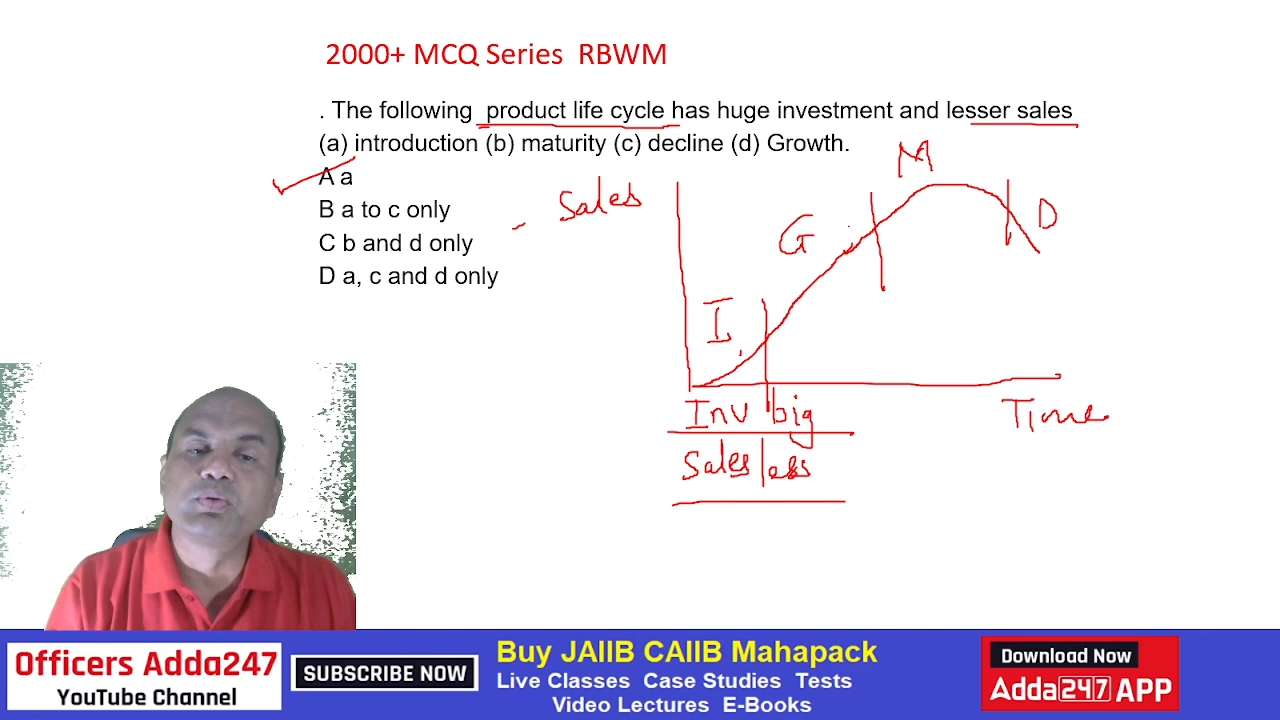 2000+ MCQ Series RBWM
. The following product life cycle has huge investment and lesser sales
(a) introduction (b) maturity (c) decline (d) Growth.
A a
B a to c only
C b and d only
D a, c and d only
Sales
M
G
D
I
Inv big
Time
Sales less
Officers Adda247
YouTube Channel
SUBSCRIBE NOW
Buy JAIIB CAIIB Mahapack
Live Classes Case Studies Tests
Video Lectures E-Books
Download Now
Adda247 APP